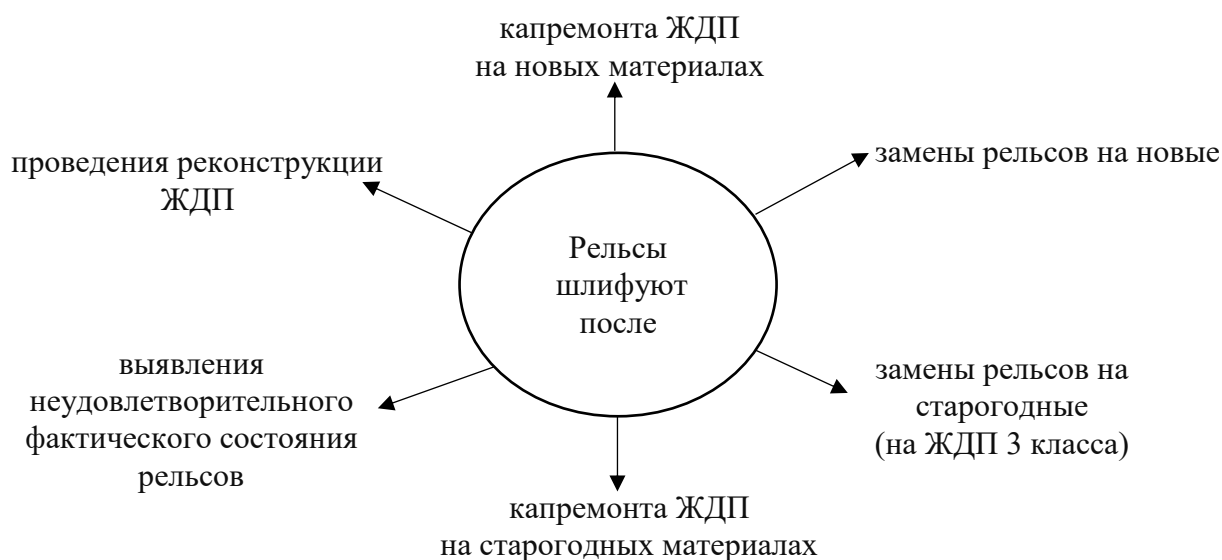 капремонта ЖДП
на новых материалах
проведения реконструкции
ЖДП
замены рельсов на новые
Рельсы
шлифуют
после
выявления
неудовлетворительного
фактического состояния
рельсов
замены рельсов на
старогодные
(на ЖДП 3 класса)
капремонта ЖДП
на старогодных материалах